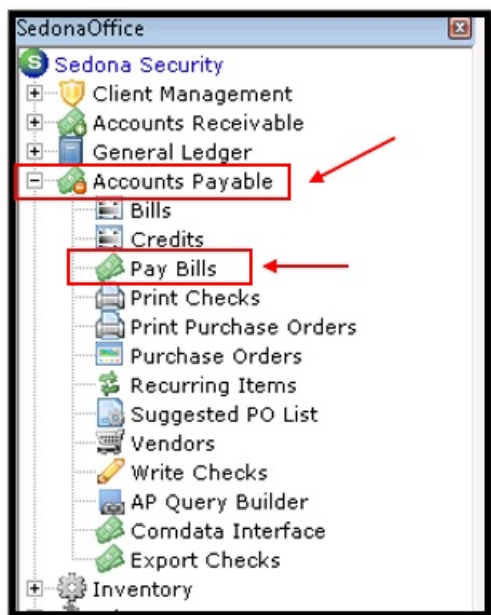 SedonaOffice
Sedona Security
Client Management
Accounts Receivable
General Ledger
Accounts Payable
Bills
Credits
Pay Bills
Print Checks
Print Purchase Orders
Purchase Orders
Recurring Items
Suggested PO List
Vendors
Write Checks
AP Query Builder
Comdata Interface
Export Checks
Inventory